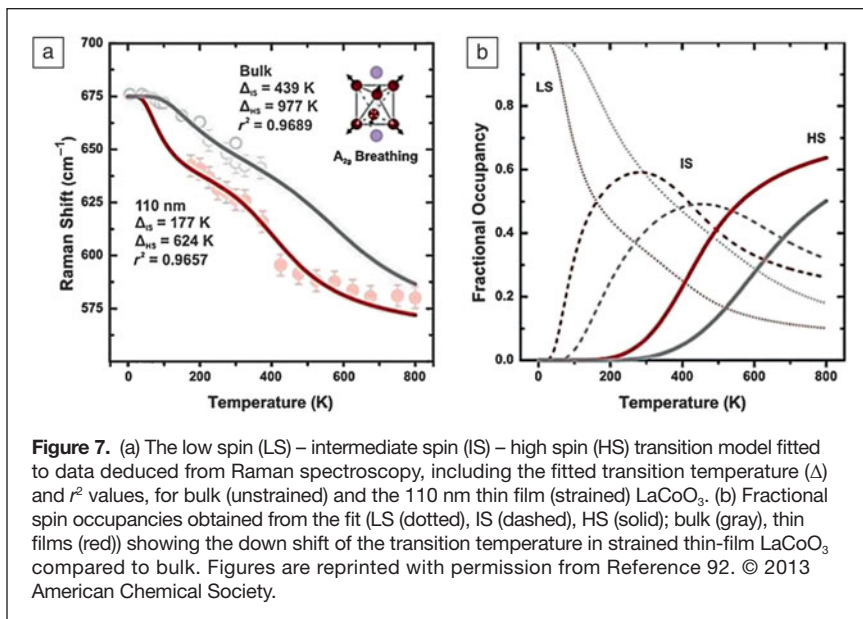 a
700
675
650
625
600
575
Raman Shift (cm⁻¹)
0 200 400 600 800
Temperature (K)
Bulk
Δ_IS = 439 K
Δ_HS = 977 K
r² = 0.9689
A₂g Breathing
110 nm
Δ_IS = 177 K
Δ_HS = 624 K
r² = 0.9657
b
0.8
0.6
0.4
0.2
0.0
Fractional Occupancy
0 200 400 600 800
Temperature (K)
LS
IS
HS
Figure 7. (a) The low spin (LS) – intermediate spin (IS) – high spin (HS) transition model fitted
to data deduced from Raman spectroscopy, including the fitted transition temperature (Δ)
and r² values, for bulk (unstrained) and the 110 nm thin film (strained) LaCoO₃. (b) Fractional
spin occupancies obtained from the fit (LS (dotted), IS (dashed), HS (solid); bulk (gray), thin
films (red)) showing the down shift of the transition temperature in strained thin-film LaCoO₃
compared to bulk. Figures are reprinted with permission from Reference 92. © 2013
American Chemical Society.